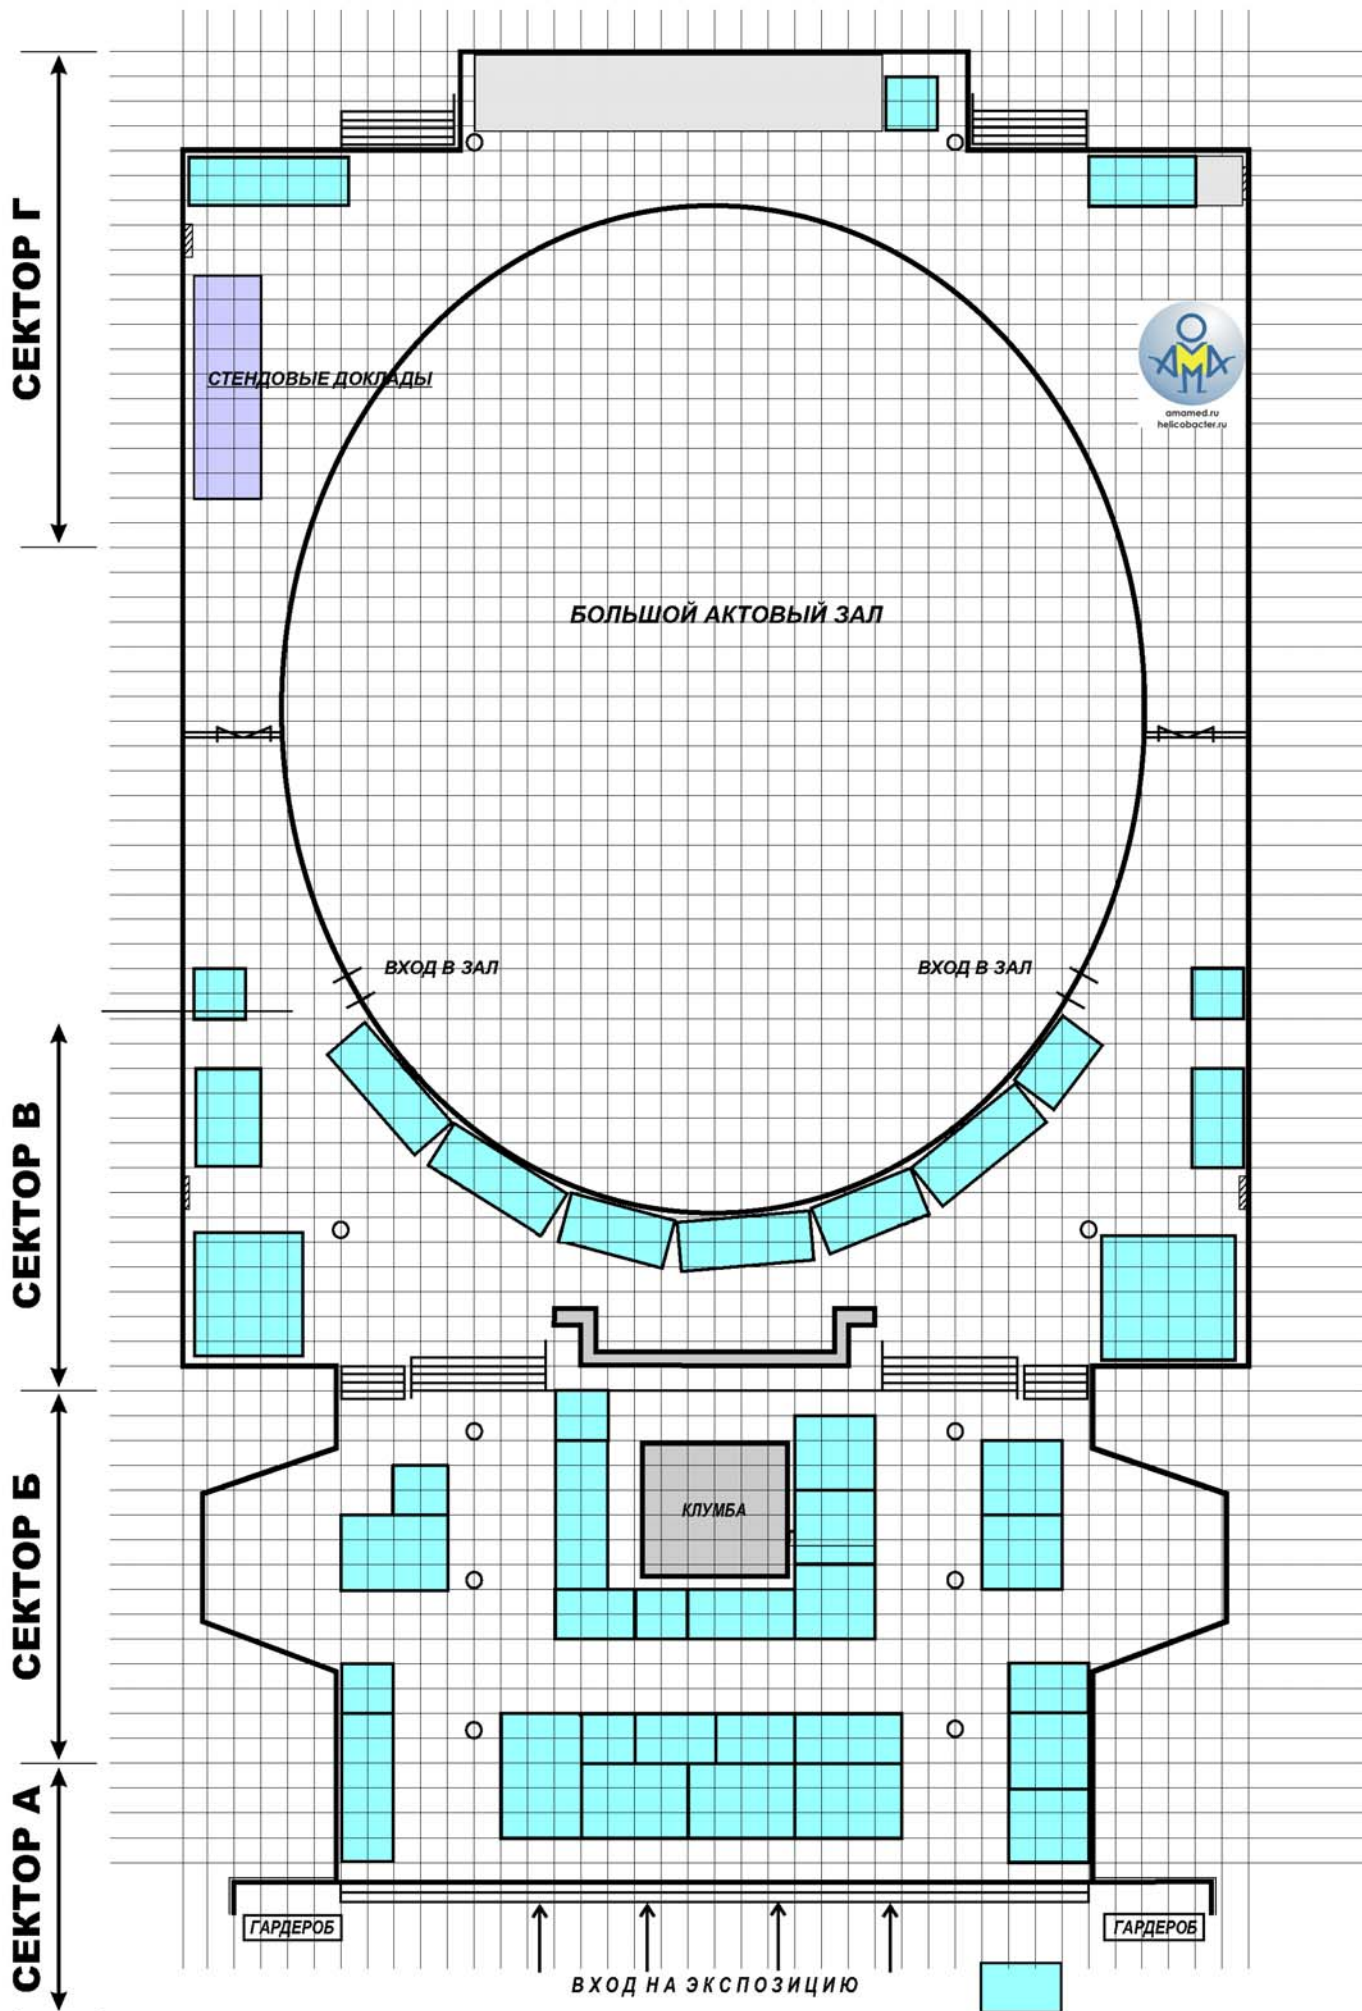 СЕКТОР Г
СТЕНДОВЫЕ ДОКЛАДЫ
АМА
amamed.ru
helicobacter.ru
БОЛЬШОЙ АКТОВЫЙ ЗАЛ
ВХОД В ЗАЛ
ВХОД В ЗАЛ
СЕКТОР В
СЕКТОР Б
КЛУМБА
СЕКТОР А
ГАРДЕРОБ
ГАРДЕРОБ
ВХОД НА ЭКСПОЗИЦИЮ